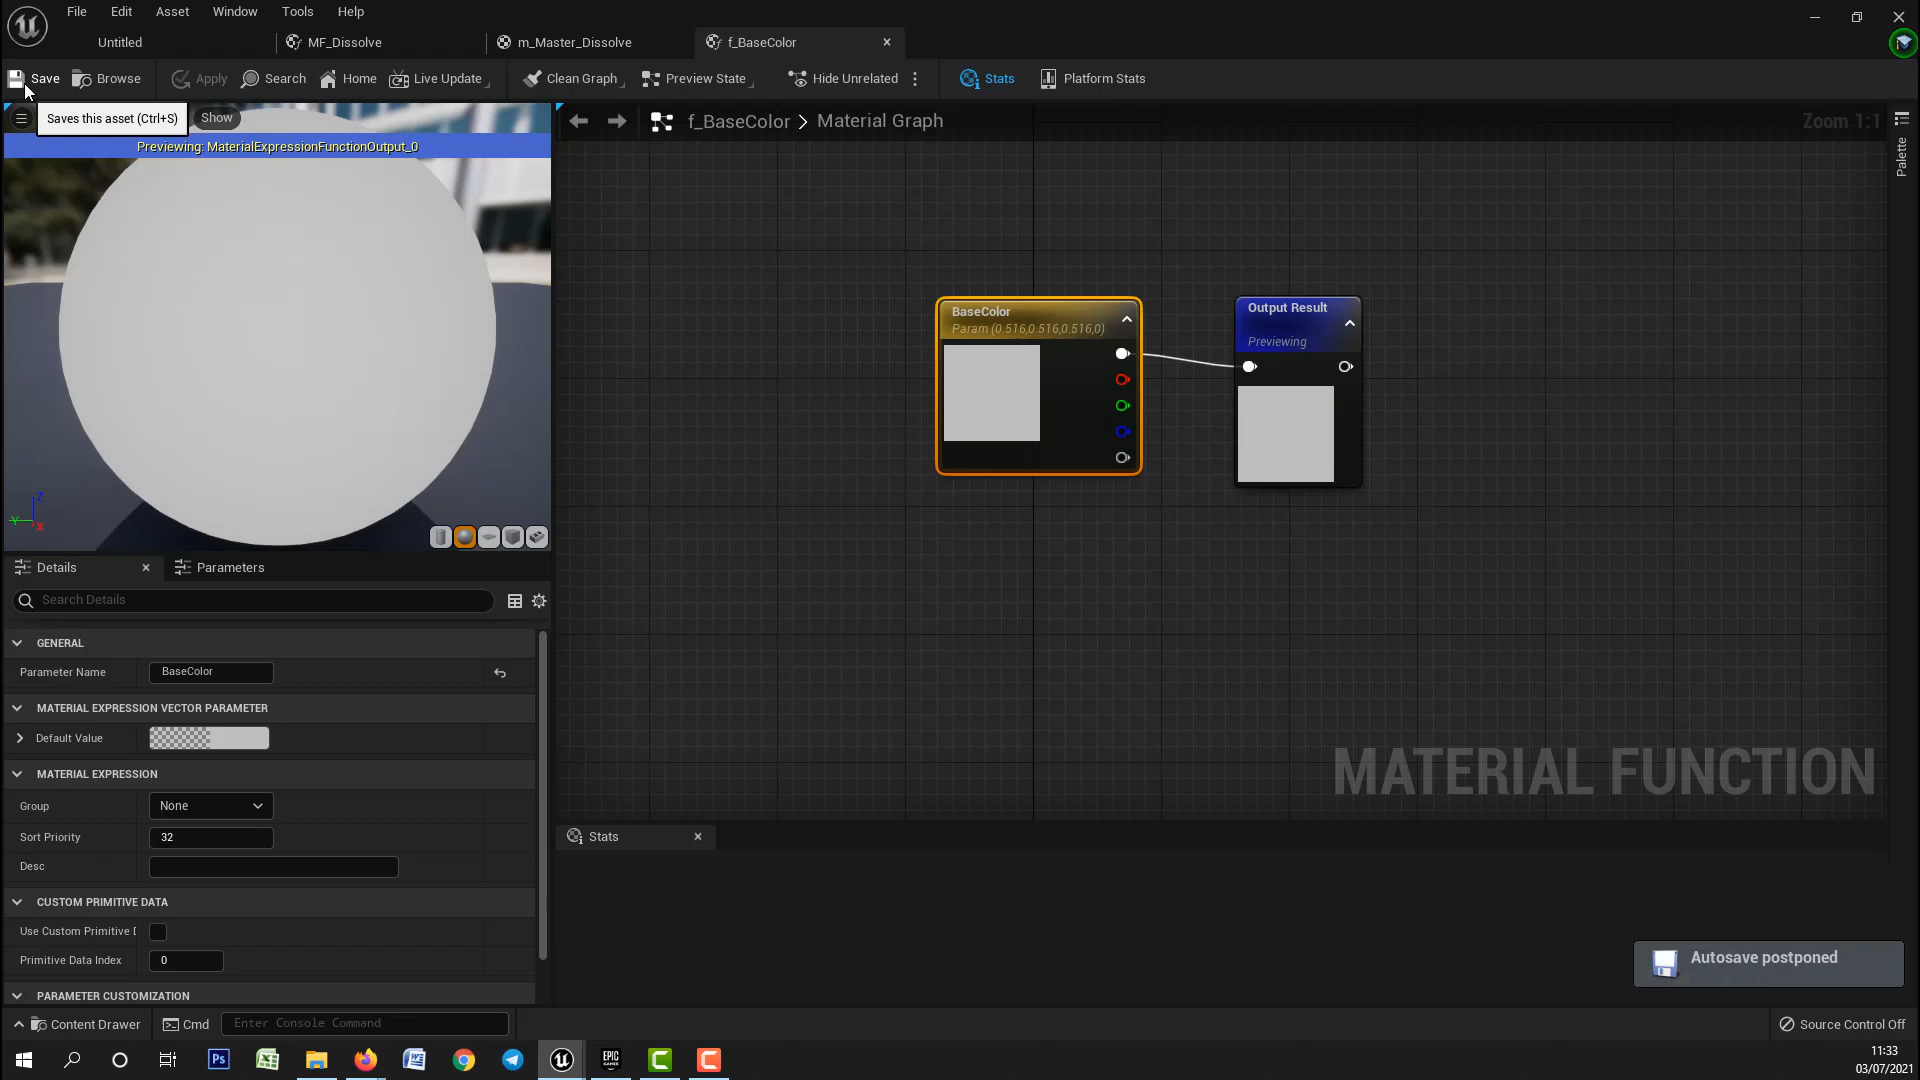 File Edit Asset Window Tools Help
Untitled MF_Dissolve m_Master_Dissolve f_BaseColor
Save Browse Apply Search Home Live Update Clean Graph Preview State Hide Unrelated Stats Platform Stats
Saves this asset (Ctrl+S)
Show
Previewing: MaterialExpressionFunctionOutput_0
f_BaseColor > Material Graph
Zoom 1:1
Palette
BaseColor
Param (0.516,0.516,0.516,0)
Output Result
Previewing
Z
Y
X
MATERIAL FUNCTION
Details Parameters
Search Details
GENERAL
Parameter Name BaseColor
MATERIAL EXPRESSION VECTOR PARAMETER
Default Value
MATERIAL EXPRESSION
Group None
Sort Priority 32
Desc
CUSTOM PRIMITIVE DATA
Use Custom Primitive D
Primitive Data Index 0
PARAMETER CUSTOMIZATION
Stats
Autosave postponed
Content Drawer Cmd Enter Console Command Source Control Off
Ps
EPIC
GAMES
11:33
03/07/2021